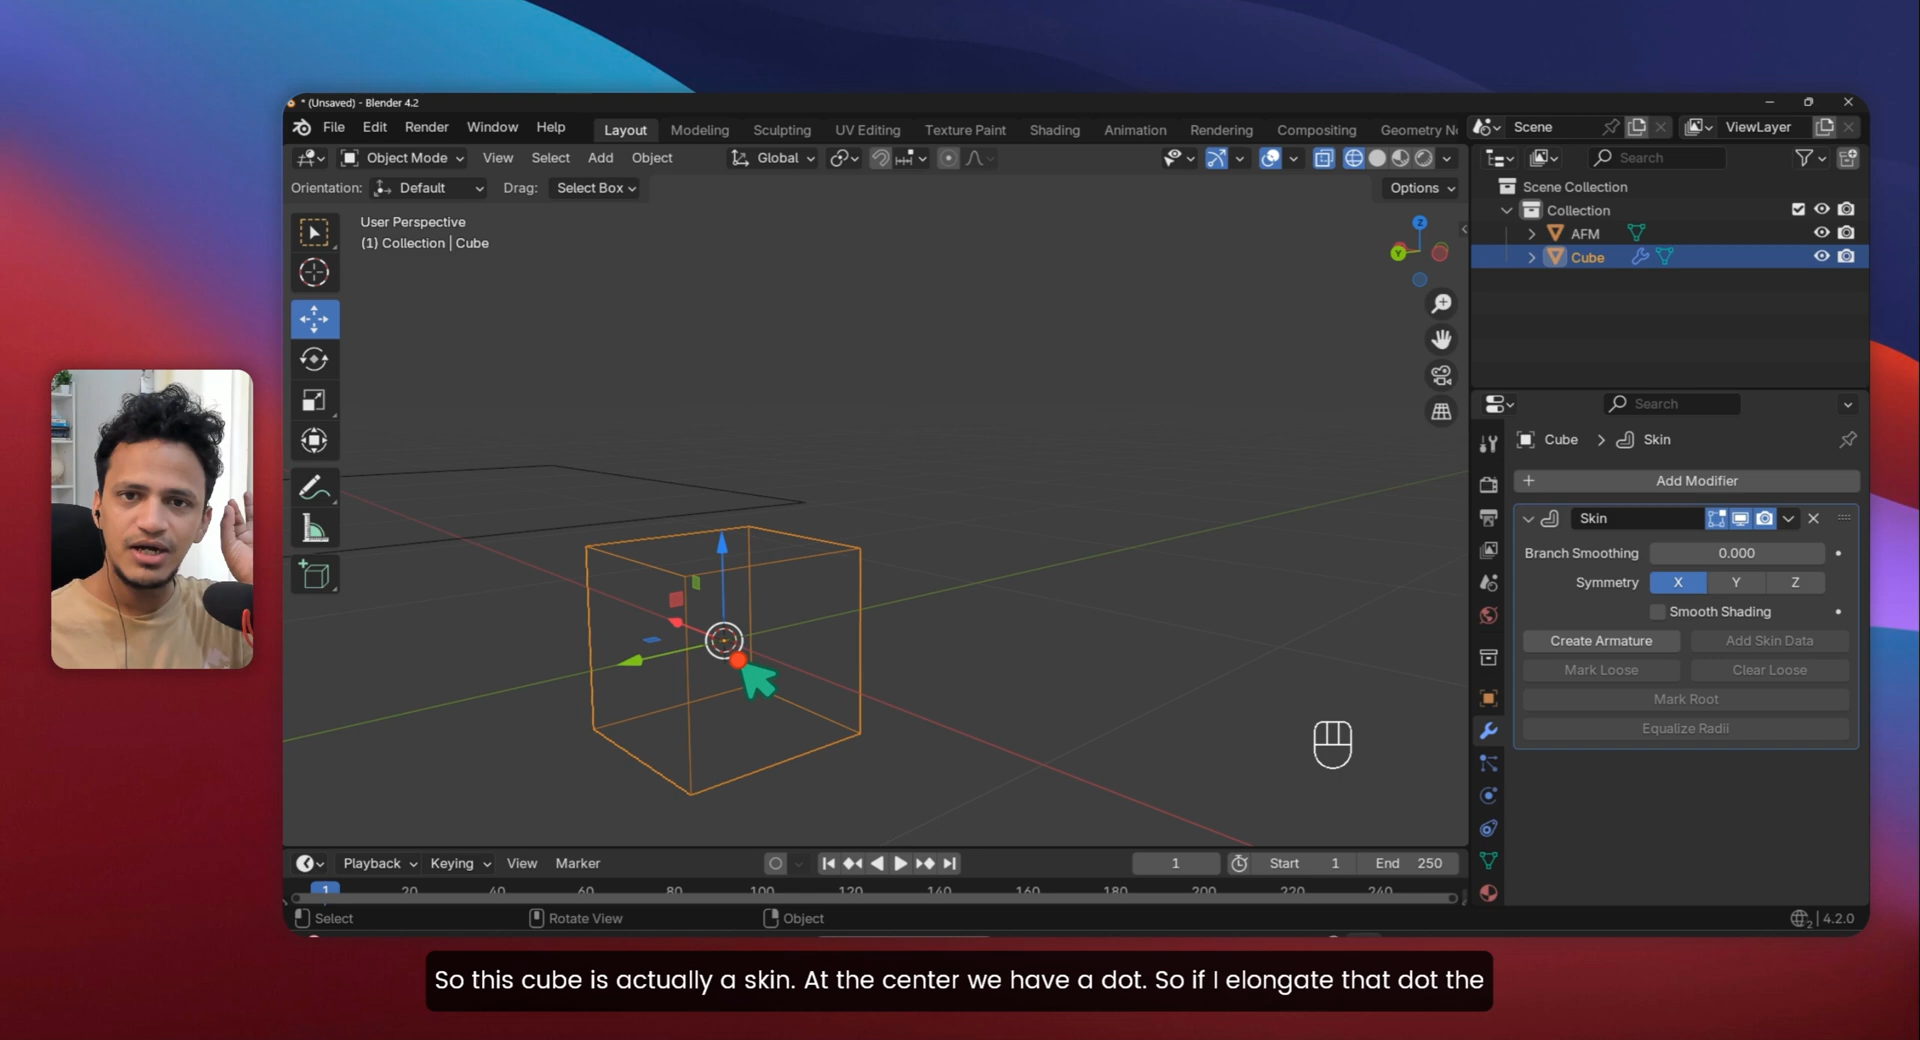 * (Unsaved) - Blender 4.2
File Edit Render Window Help
Layout Modeling Sculpting UV Editing Texture Paint Shading Animation Rendering Compositing Geometry N
Scene
ViewLayer
Object Mode View Select Add Object
Global
Search
Orientation: Default Drag: Select Box
Options
User Perspective
(1) Collection | Cube
Z
Y
Scene Collection
Collection
AFM
Cube
Search
Cube > Skin
+ Add Modifier
Skin
Branch Smoothing 0.000
Symmetry X Y Z
Smooth Shading
Create Armature Add Skin Data
Mark Loose Clear Loose
Mark Root
Equalize Radii
Playback Keying View Marker
1
Start 1 End 250
1 20 40 60 80 100 120 140 160 180 200 220 240
Select Rotate View Object
2 | 4.2.0
So this cube is actually a skin. At the center we have a dot. So if I elongate that dot the